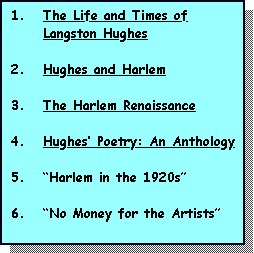 1. The Life and Times of
Langston Hughes
2. Hughes and Harlem
3. The Harlem Renaissance
4. Hughes’ Poetry: An Anthology
5. “Harlem in the 1920s”
6. “No Money for the Artists”